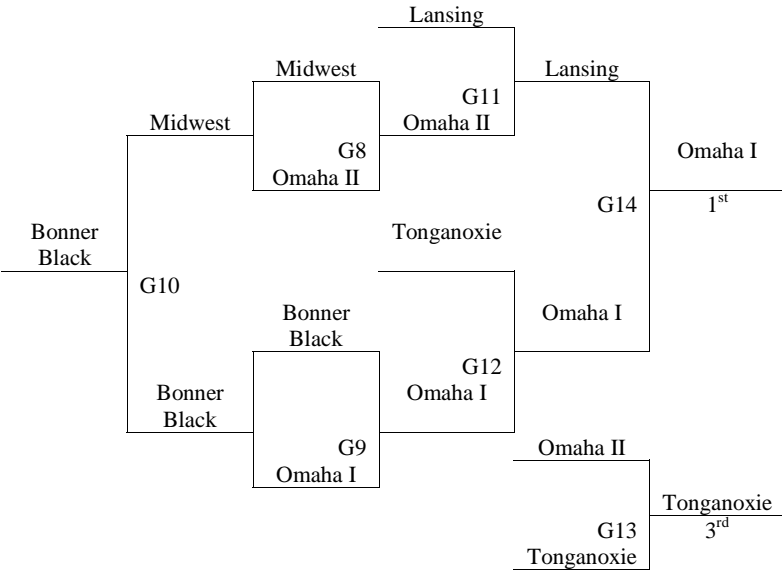 Lansing
Midwest
Lansing
G11
Midwest
Omaha II
G8
Omaha I
Omaha II
G14
1st
Bonner
Black
Tonganoxie
G10
Bonner
Black
Omaha I
G12
Bonner
Black
Omaha I
G9
Omaha II
Omaha I
Tonganoxie
G13
3rd
Tonganoxie